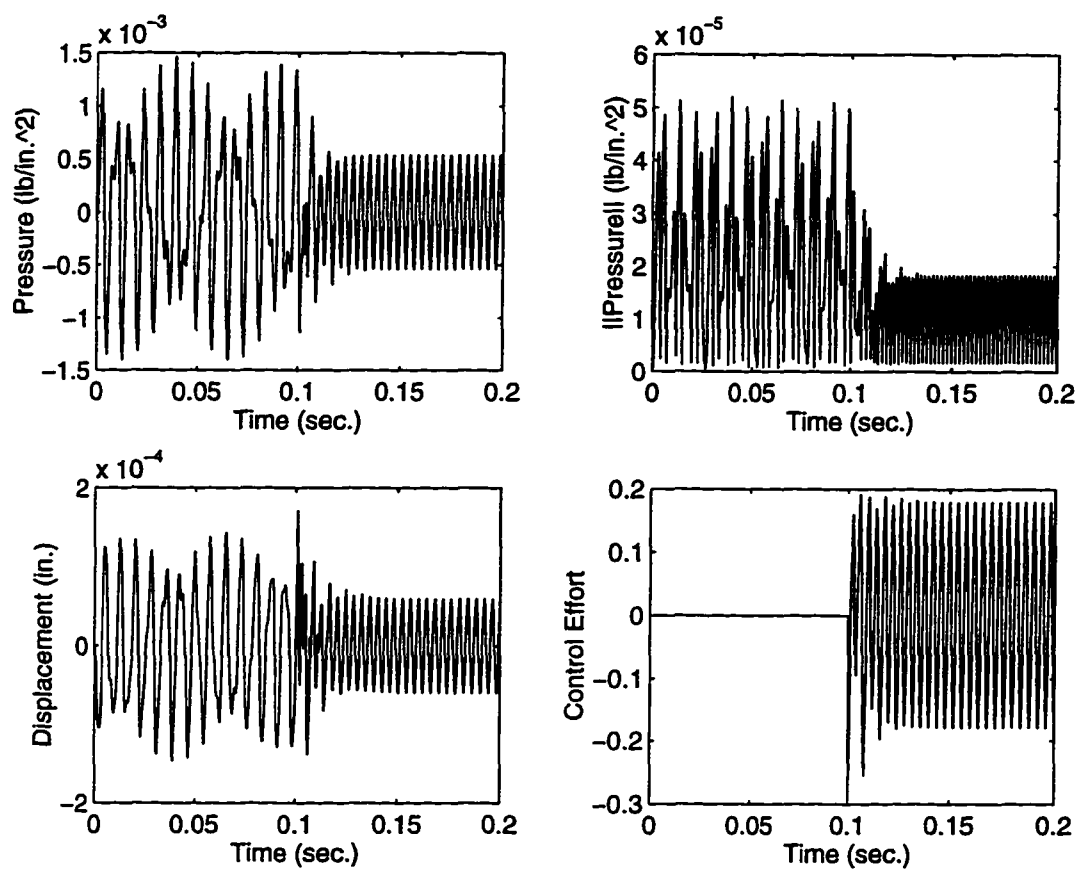 x 10⁻³
1.5
1
0.5
0
−0.5
−1
−1.5
Pressure (lb/in.^2)
0 0.05 0.1 0.15 0.2
Time (sec.)
x 10⁻⁵
6
5
4
3
2
1
0
||Pressure|| (lb/in.^2)
0 0.05 0.1 0.15 0.2
Time (sec.)
x 10⁻⁴
2
0
−2
Displacement (in.)
0 0.05 0.1 0.15 0.2
Time (sec.)
0.2
0.1
0
−0.1
−0.2
−0.3
Control Effort
0 0.05 0.1 0.15 0.2
Time (sec.)